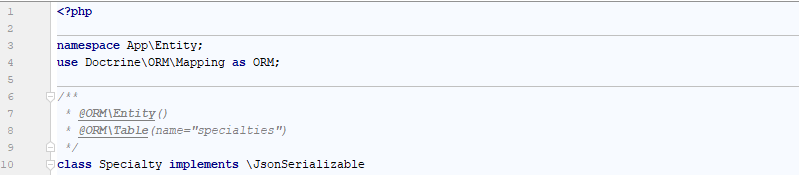 1 <?php
2
3 namespace App\Entity;
4 use Doctrine\ORM\Mapping as ORM;
5
6 /**
7 * @ORM\Entity()
8 * @ORM\Table(name="specialties")
9 */
10 class Specialty implements \JsonSerializable